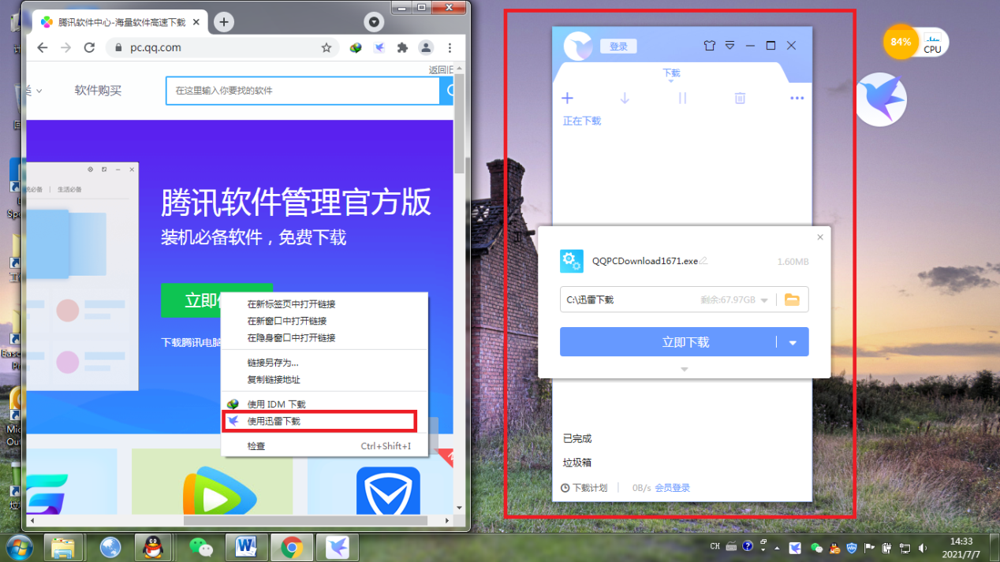 腾讯软件中心-海量软件高速下载
pc.qq.com
返回旧
类
软件购买
在这里输入你要找的软件
生活必备
腾讯软件管理官方版
装机必备软件，免费下载
立即
下载腾讯电脑
在新标签页中打开链接
在新窗口中打开链接
在隐身窗口中打开链接
链接另存为...
复制链接地址
使用 IDM 下载
使用迅雷下载
检查 Ctrl+Shift+I
登录
下载
正在下载
QQPCDownload1671.exe
1.60MB
C:\迅雷下载
剩余:67.97GB
立即下载
已完成
垃圾箱
下载计划
0B/s 会员登录
84%
CPU
CH
14:33
2021/7/7